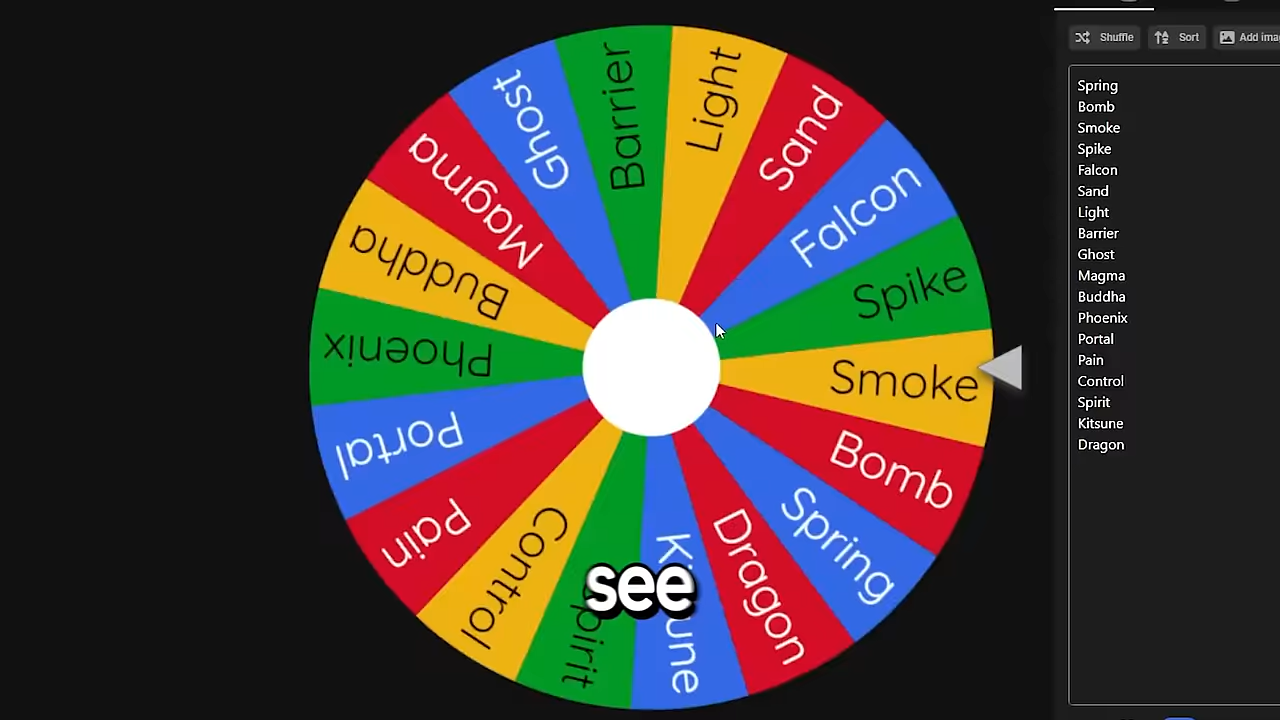 Shuffle
Sort
Add ima
Spring
Bomb
Smoke
Spike
Falcon
Sand
Light
Barrier
Ghost
Magma
Buddha
Phoenix
Portal
Pain
Control
Spirit
Kitsune
Dragon
Barrier
Light
Sand
Falcon
Spike
Smoke
Bomb
Spring
Dragon
Kitsune
Spirit
Control
Pain
Portal
Phoenix
Buddha
Magma
Ghost
see